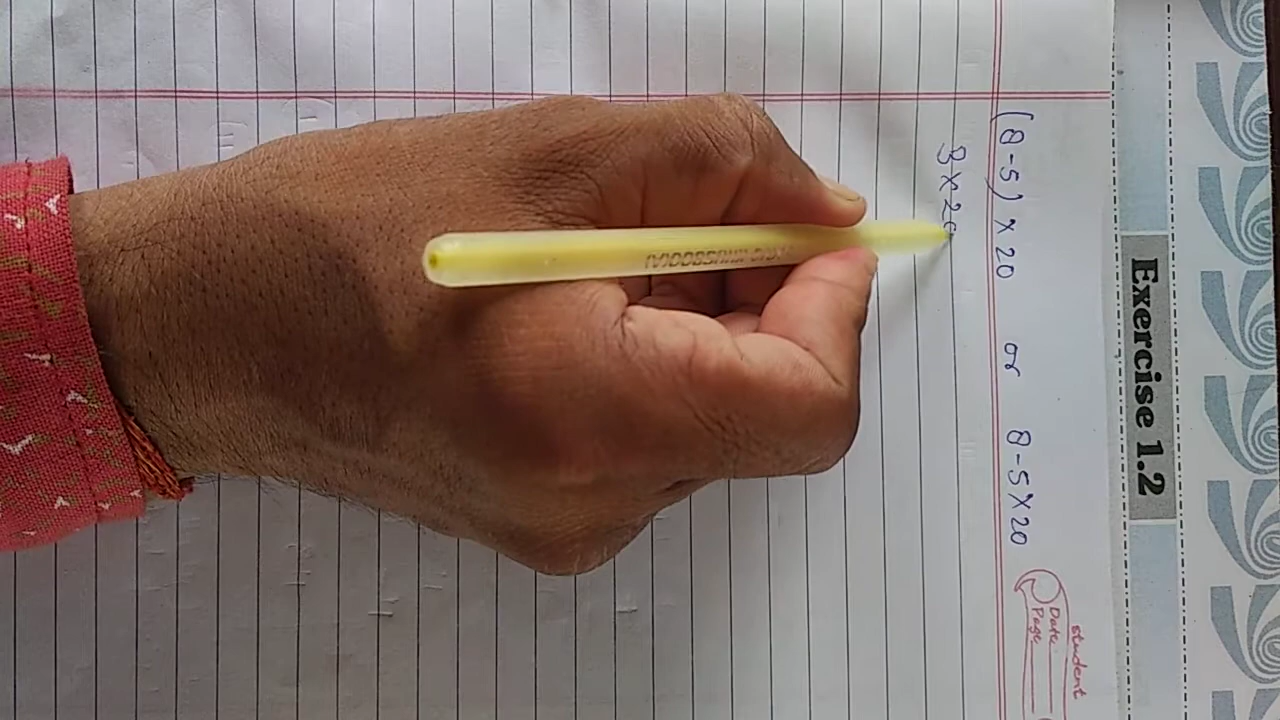 Exercise 1.2
student
Date
Page
(8-5) × 20 or 8-5×20
3×20